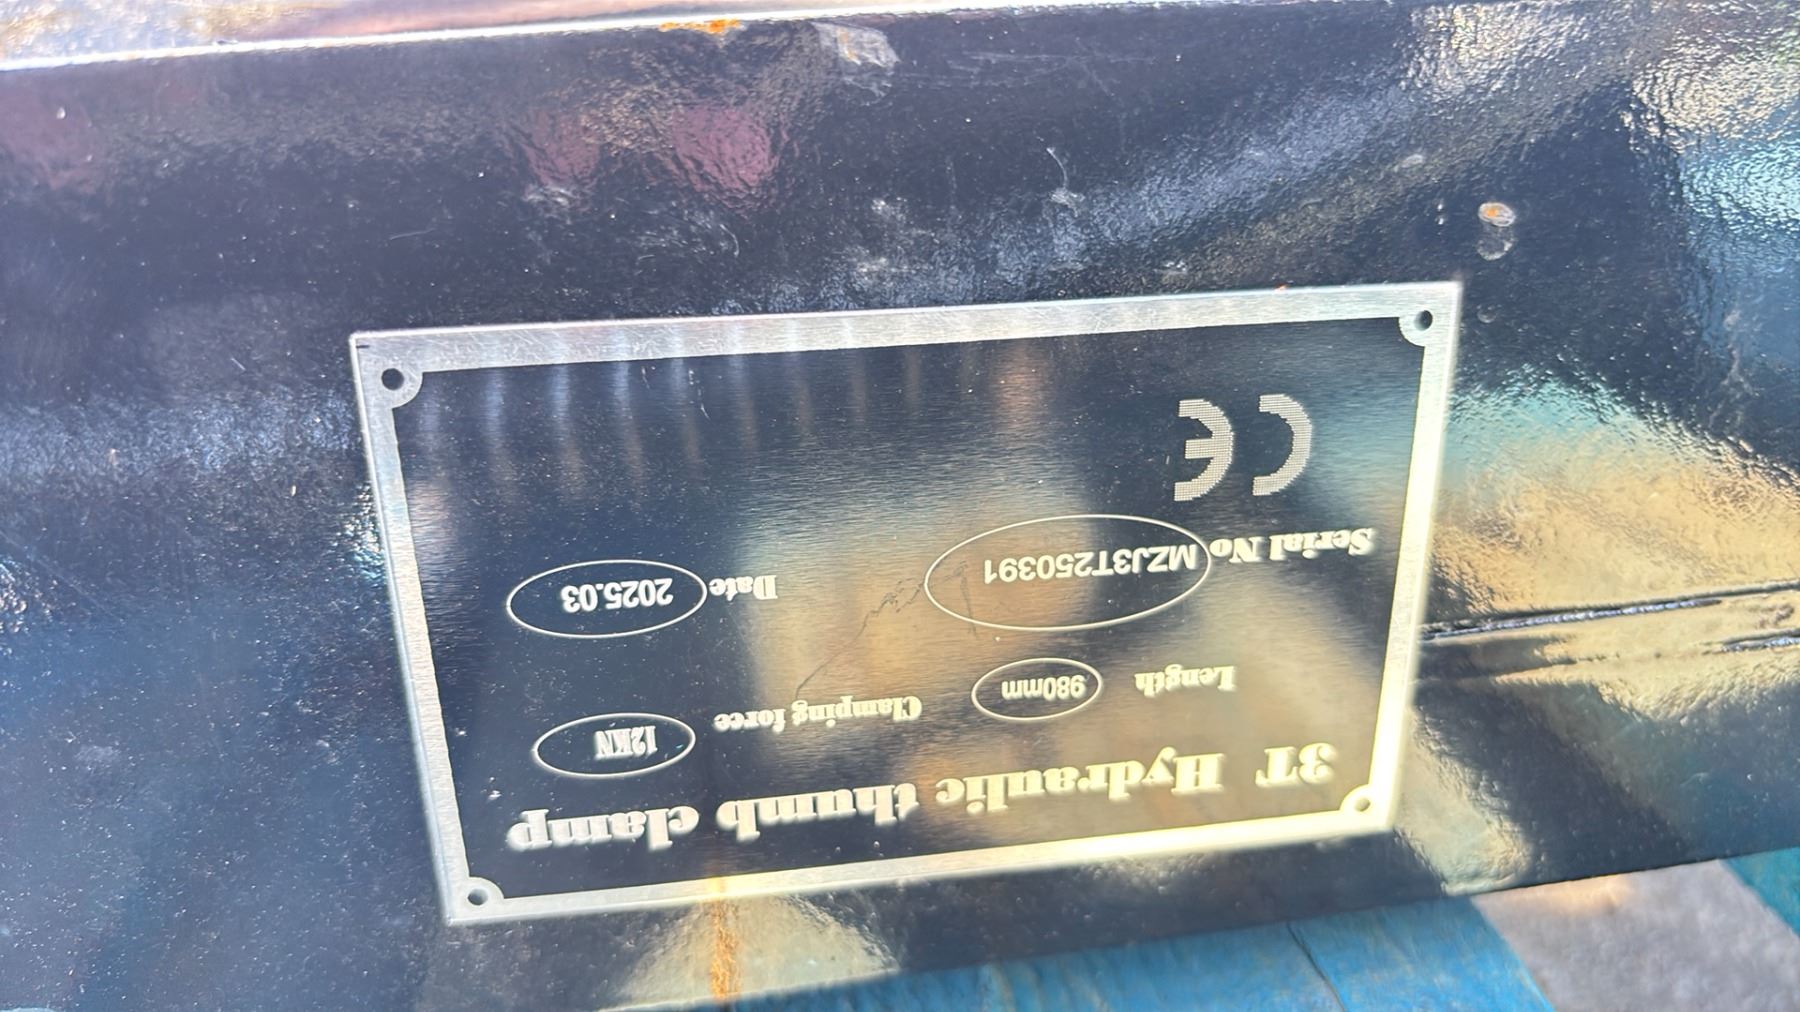 3T Hydraulic thumb clamp
Length 980mm Clamping force 12KN
Serial No MZJ3T250391 Date 2025.03
CE